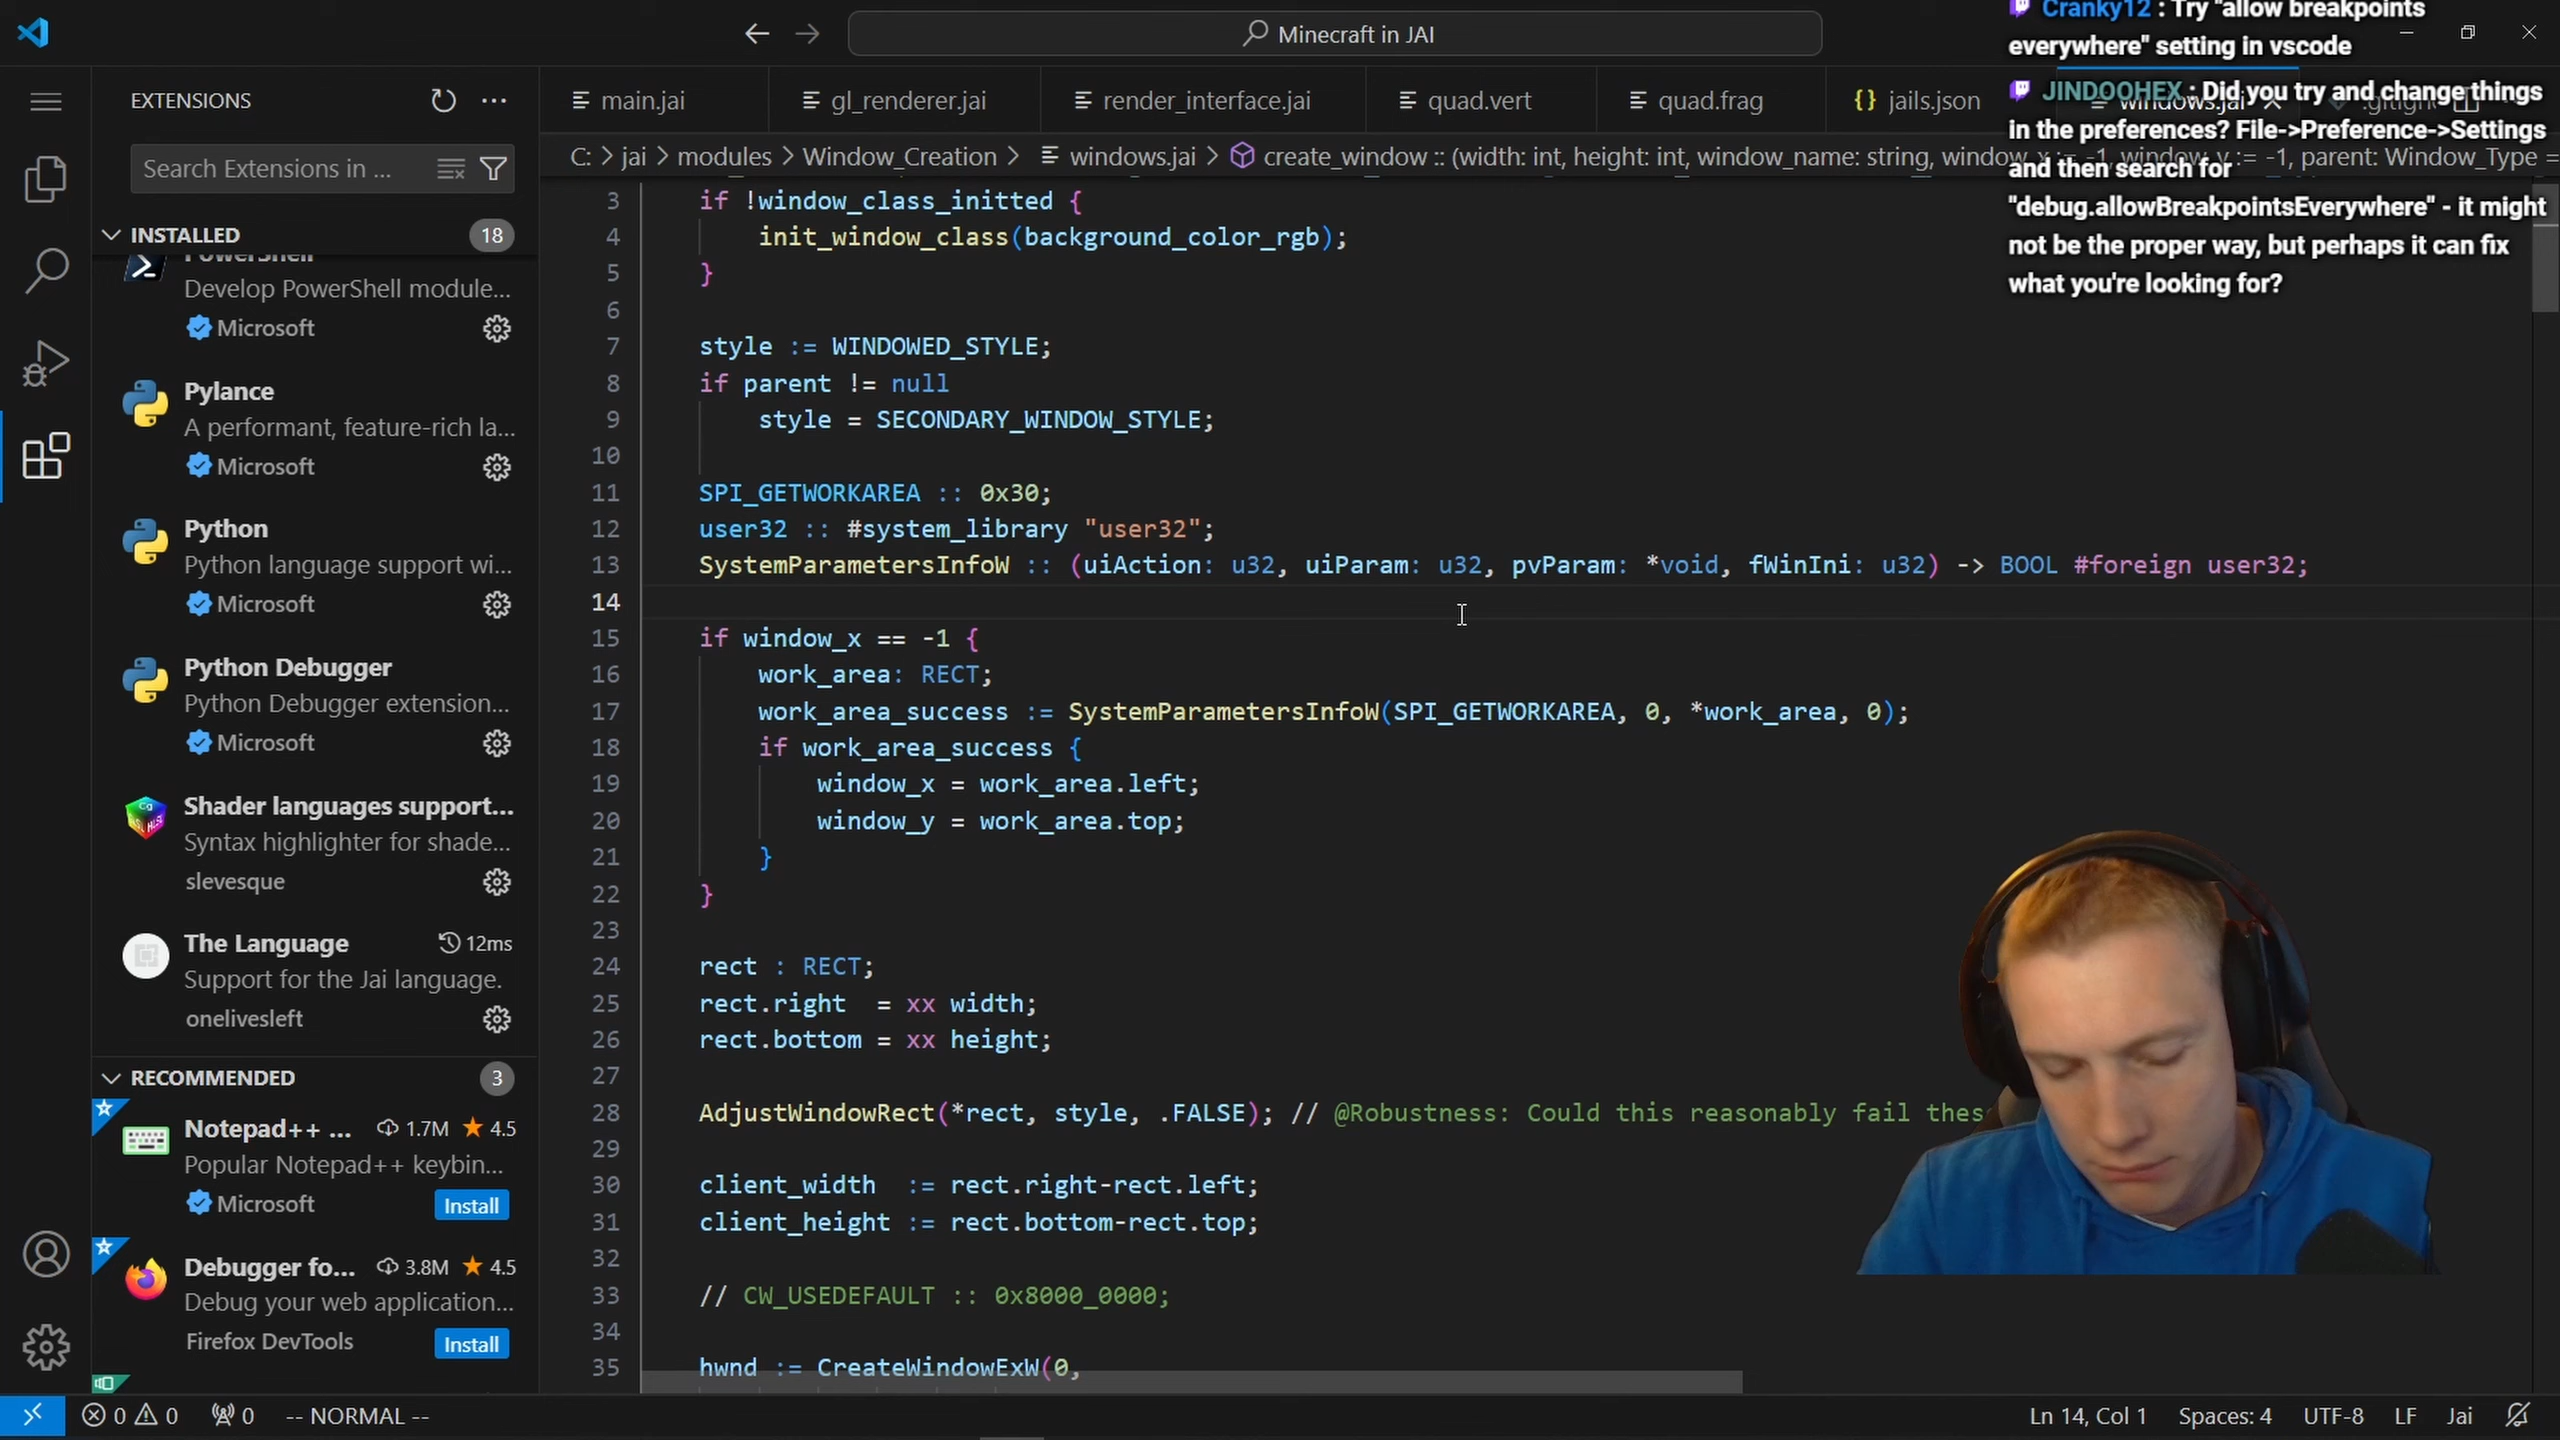 Minecraft in JAI
Cranky12 : Try "allow breakpoints
everywhere" setting in vscode
JINDOOHEX : Did you try and change things
in the preferences? File->Preference->Settings
and then search for
"debug.allowBreakpointsEverywhere" - it might
not be the proper way, but perhaps it can fix
what you're looking for?
EXTENSIONS
main.jai
gl_renderer.jai
render_interface.jai
quad.vert
quad.frag
{} jails.json
windows.jai
C: > jai > modules > Window_Creation > windows.jai > create_window :: (width: int, height: int, window_name: string, window_x := -1, window_y := -1, parent: Window_Type =
Search Extensions in ...
INSTALLED
18
PowerShell
Develop PowerShell module...
Microsoft
Pylance
A performant, feature-rich la...
Microsoft
Python
Python language support wi...
Microsoft
Python Debugger
Python Debugger extension...
Microsoft
Shader languages support...
Syntax highlighter for shade...
slevesque
The Language 12ms
Support for the Jai language.
onelivesleft
RECOMMENDED
3
Notepad++ ... 1.7M 4.5
Popular Notepad++ keybin...
Microsoft Install
Debugger fo... 3.8M 4.5
Debug your web application...
Firefox DevTools Install
3 if !window_class_initted {
4 init_window_class(background_color_rgb);
5 }
6
7 style := WINDOWED_STYLE;
8 if parent != null
9 style = SECONDARY_WINDOW_STYLE;
10
11 SPI_GETWORKAREA :: 0x30;
12 user32 :: #system_library "user32";
13 SystemParametersInfoW :: (uiAction: u32, uiParam: u32, pvParam: *void, fWinIni: u32) -> BOOL #foreign user32;
14
15 if window_x == -1 {
16 work_area: RECT;
17 work_area_success := SystemParametersInfoW(SPI_GETWORKAREA, 0, *work_area, 0);
18 if work_area_success {
19 window_x = work_area.left;
20 window_y = work_area.top;
21 }
22 }
23
24 rect : RECT;
25 rect.right = xx width;
26 rect.bottom = xx height;
27
28 AdjustWindowRect(*rect, style, .FALSE); // @Robustness: Could this reasonably fail thes
29
30 client_width := rect.right-rect.left;
31 client_height := rect.bottom-rect.top;
32
33 // CW_USEDEFAULT :: 0x8000_0000;
34
35 hwnd := CreateWindowExW(0,
0 0 0 -- NORMAL --
Ln 14, Col 1 Spaces: 4 UTF-8 LF Jai